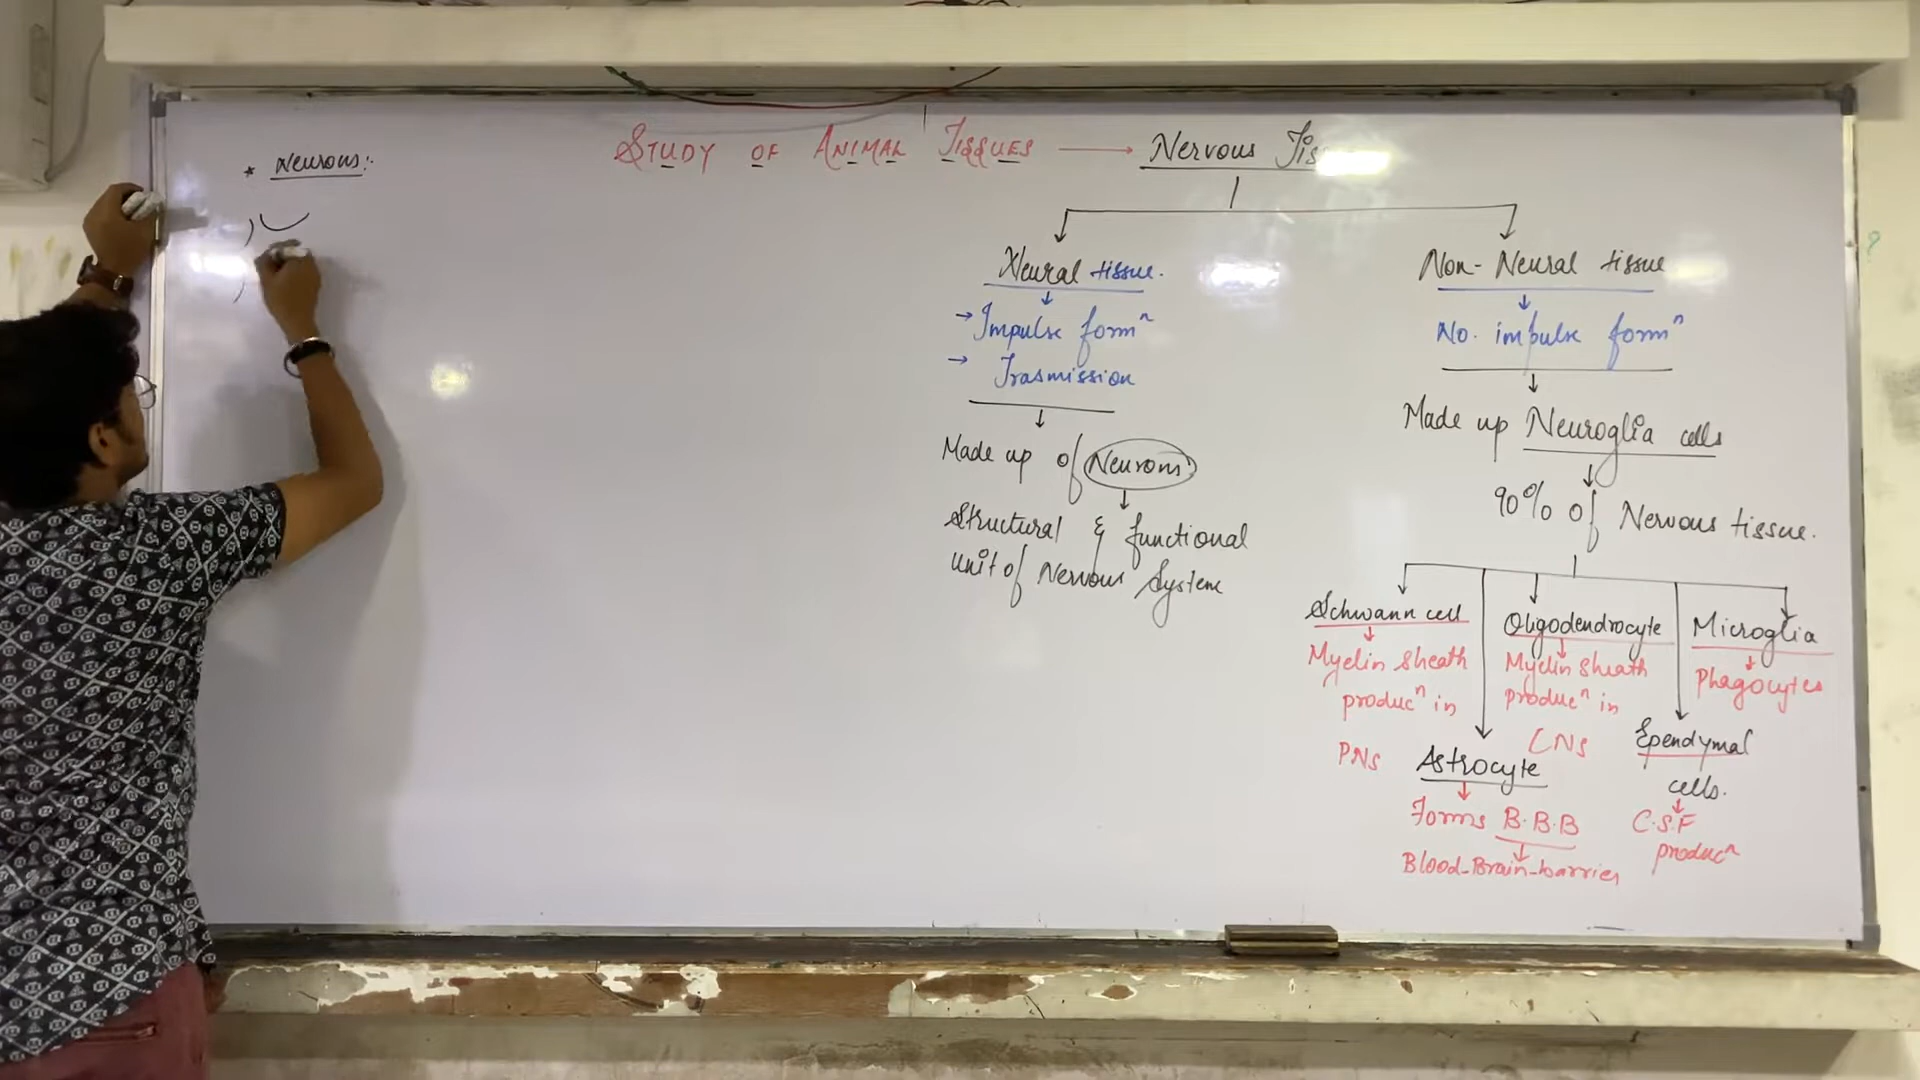 * Neurons:
STUDY OF ANIMAL TISSUES → Nervous Tis
Neural tissue.
→ Impulse formⁿ
→ Trasmission
Made up of Neurons
Structural & functional
unit of Nervous System
Non-Neural tissue
No. impulse formⁿ
Made up Neuroglia cells
90% of Nervous tissue.
Schwann cell
Myelin sheath
producⁿ in
PNS
Oligodendrocyte
Myelin sheath
producⁿ in
CNS
Microglia
Phagocytes
Astrocyte
Forms B.B.B
Blood-Brain-barrier
Ependymal
cells.
C.S.F
producⁿ